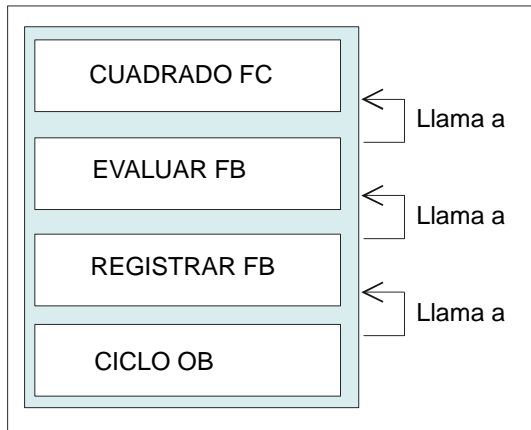 CUADRADO FC
Llama a
EVALUAR FB
Llama a
REGISTRAR FB
Llama a
CICLO OB